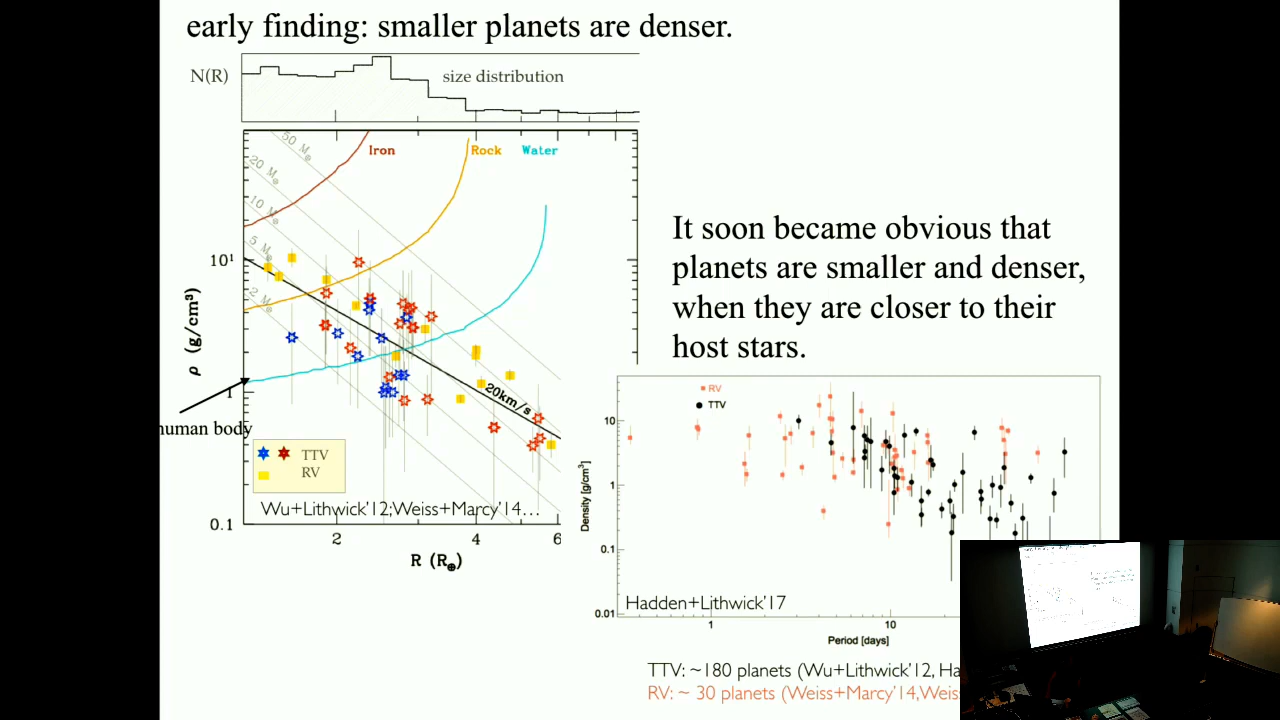 early finding: smaller planets are denser.
N(R)
size distribution
50 M⊕
20 M⊕
10 M⊕
5 M⊕
2 M⊕
Iron
Rock
Water
10¹
1
0.1
ρ (g/cm³)
20km/s
human body
TTV
RV
Wu+Lithwick'12;Weiss+Marcy'14…
2
4
6
R (R⊕)
It soon became obvious that
planets are smaller and denser,
when they are closer to their
host stars.
RV
TTV
10
1
0.1
0.01
Density [g/cm³]
Hadden+Lithwick'17
1
10
Period [days]
TTV: ~180 planets (Wu+Lithwick'12, Ha
RV: ~ 30 planets (Weiss+Marcy'14,Weis